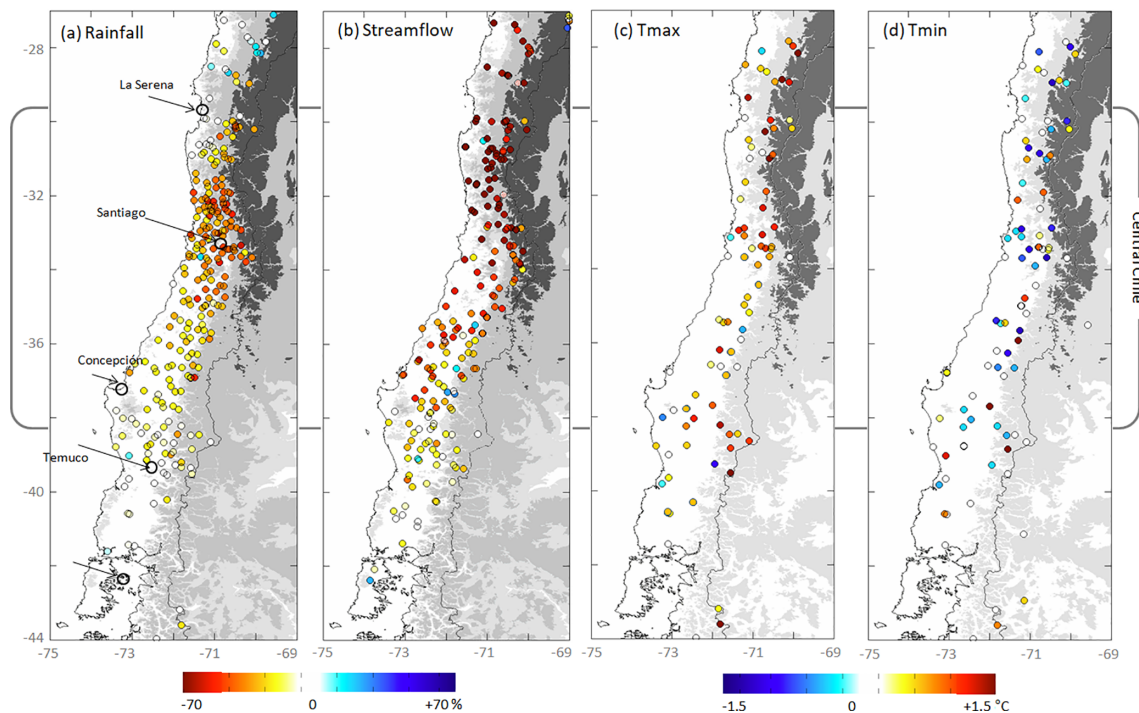 (a) Rainfall
(b) Streamflow
(c) Tmax
(d) Tmin
-28
La Serena
-32
Santiago
Central Chile
-36
Concepción
Temuco
-40
-44
-75 -73 -71 -69
-75 -73 -71 -69
-75 -73 -71 -69
-75 -73 -71 -69
-70 0 +70 %
-1.5 0 +1.5 °C